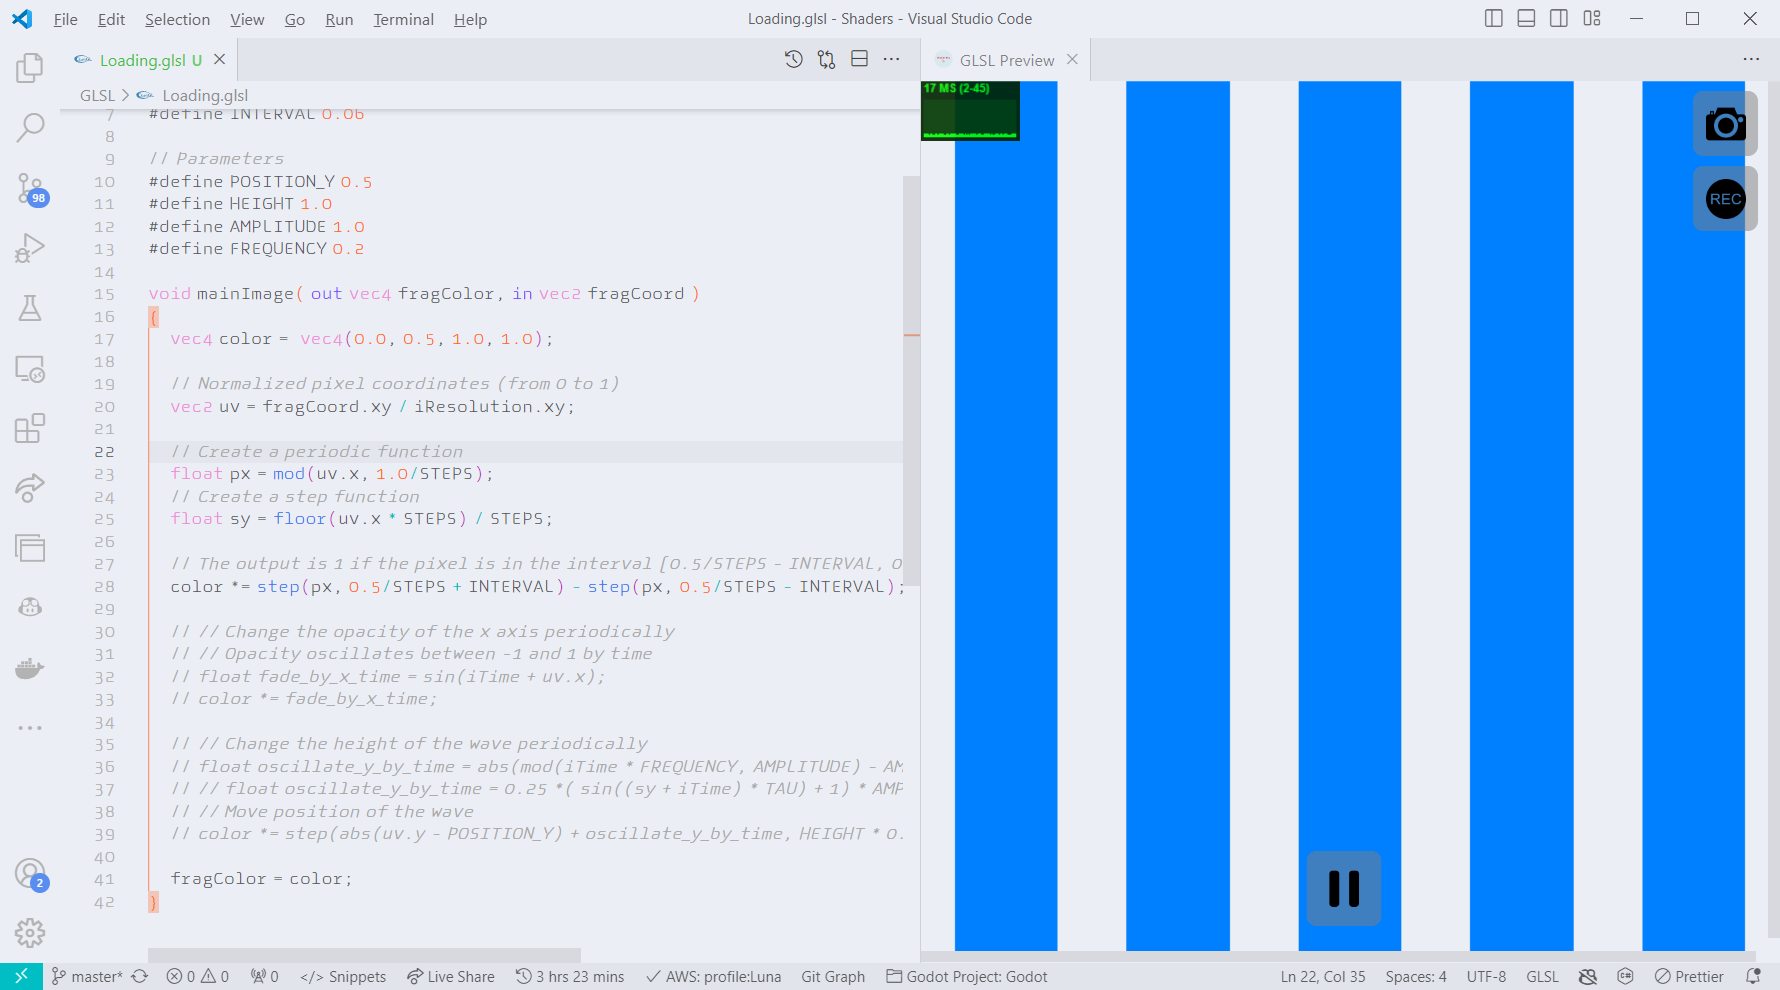 File Edit Selection View Go Run Terminal Help
Loading.glsl - Shaders - Visual Studio Code
Loading.glsl U
GLSL Preview
GLSL > Loading.glsl
17 MS (2-45)
REC
98
2
7 #define INTERVAL 0.06
8
9 // Parameters
10 #define POSITION_Y 0.5
11 #define HEIGHT 1.0
12 #define AMPLITUDE 1.0
13 #define FREQUENCY 0.2
14
15 void mainImage( out vec4 fragColor, in vec2 fragCoord )
16 {
17 vec4 color = vec4(0.0, 0.5, 1.0, 1.0);
18
19 // Normalized pixel coordinates (from 0 to 1)
20 vec2 uv = fragCoord.xy / iResolution.xy;
21
22 // Create a periodic function
23 float px = mod(uv.x, 1.0/STEPS);
24 // Create a step function
25 float sy = floor(uv.x * STEPS) / STEPS;
26
27 // The output is 1 if the pixel is in the interval [0.5/STEPS - INTERVAL, 0
28 color *= step(px, 0.5/STEPS + INTERVAL) - step(px, 0.5/STEPS - INTERVAL);
29
30 // // Change the opacity of the x axis periodically
31 // // Opacity oscillates between -1 and 1 by time
32 // float fade_by_x_time = sin(iTime + uv.x);
33 // color *= fade_by_x_time;
34
35 // // Change the height of the wave periodically
36 // float oscillate_y_by_time = abs(mod(iTime * FREQUENCY, AMPLITUDE) - AM
37 // // float oscillate_y_by_time = 0.25 *( sin((sy + iTime) * TAU) + 1) * AMP
38 // // Move position of the wave
39 // color *= step(abs(uv.y - POSITION_Y) + oscillate_y_by_time, HEIGHT * 0.
40
41 fragColor = color;
42 }
master* 0 0 0 </> Snippets Live Share 3 hrs 23 mins AWS: profile:Luna Git Graph Godot Project: Godot Ln 22, Col 35 Spaces: 4 UTF-8 GLSL Prettier